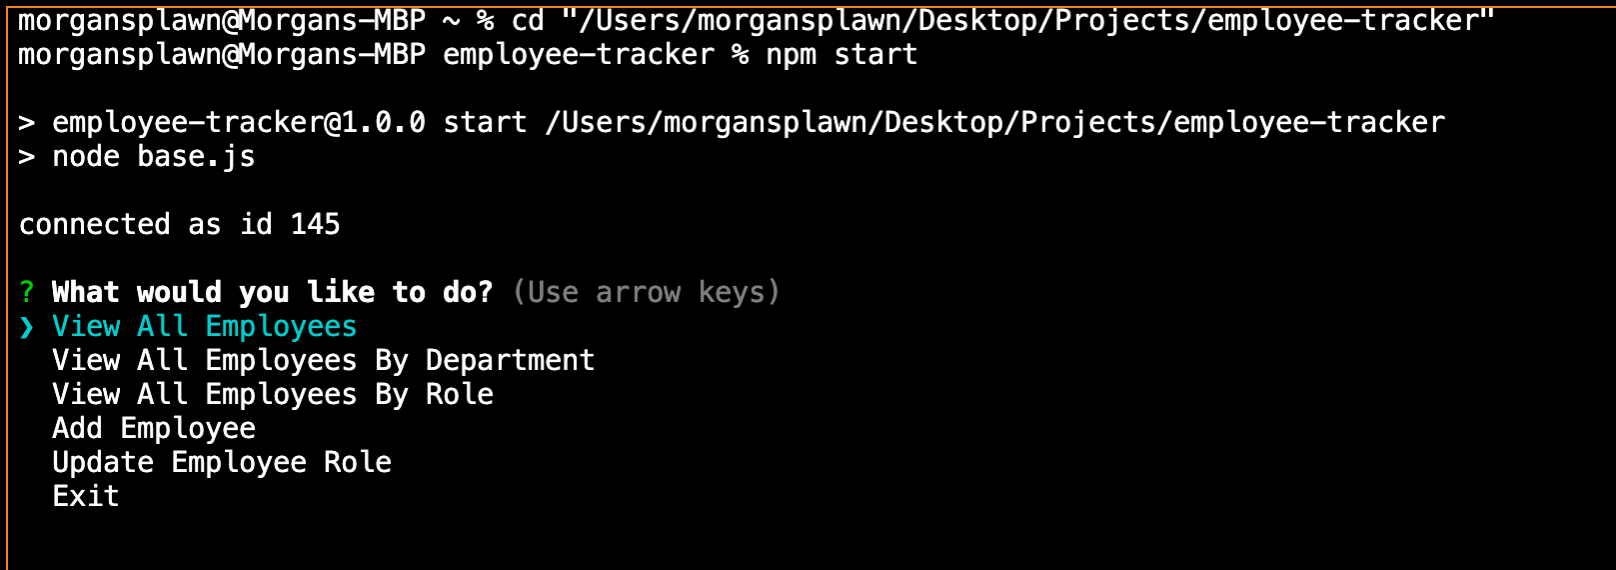 morgansplawn@Morgans-MBP ~ % cd "/Users/morgansplawn/Desktop/Projects/employee-tracker"
morgansplawn@Morgans-MBP employee-tracker % npm start
> employee-tracker@1.0.0 start /Users/morgansplawn/Desktop/Projects/employee-tracker
> node base.js
connected as id 145
? What would you like to do? (Use arrow keys)
❯ View All Employees
View All Employees By Department
View All Employees By Role
Add Employee
Update Employee Role
Exit